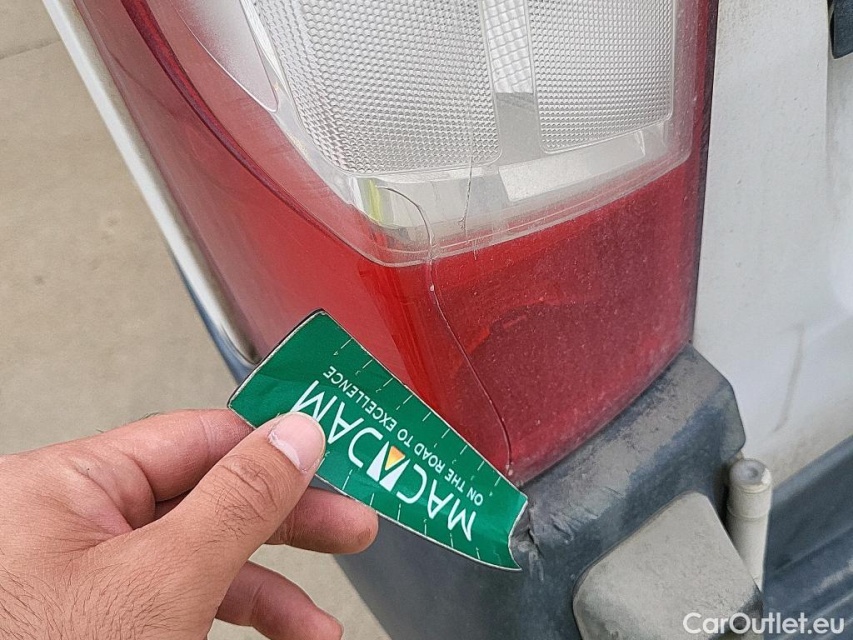 MACADAM
ON THE ROAD TO EXCELLENCE
CarOutlet.eu